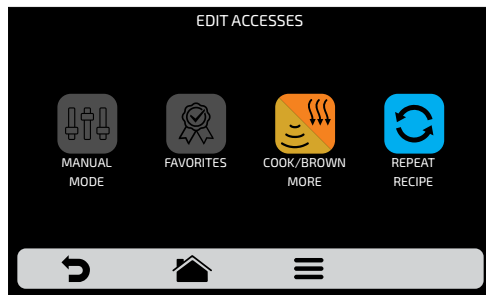 EDIT ACCESSES
MANUAL
MODE
FAVORITES
COOK/BROWN
MORE
REPEAT
RECIPE